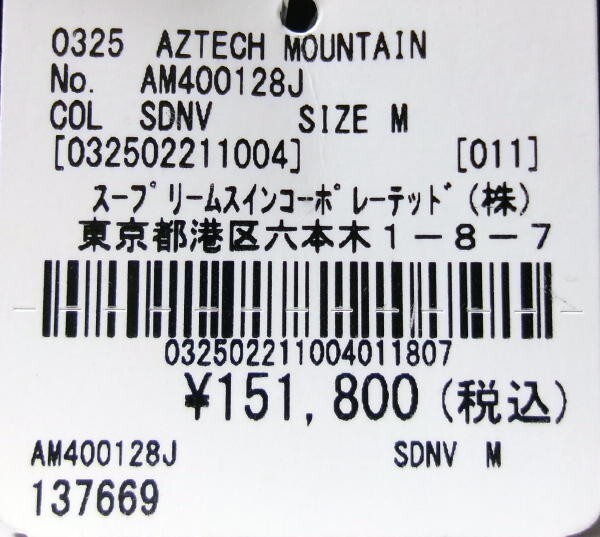 0325 AZTECH MOUNTAIN
No. AM400128J
COL SDNV SIZE M
[032502211004] [011]
ｽｰﾌﾟﾘｰﾑｽインｺｰﾎﾟﾚｰﾃｯﾄﾞ(株)
東京都港区六本木1-8-7
032502211004011807
¥151,800(税込)
AM400128J SDNV M
137669